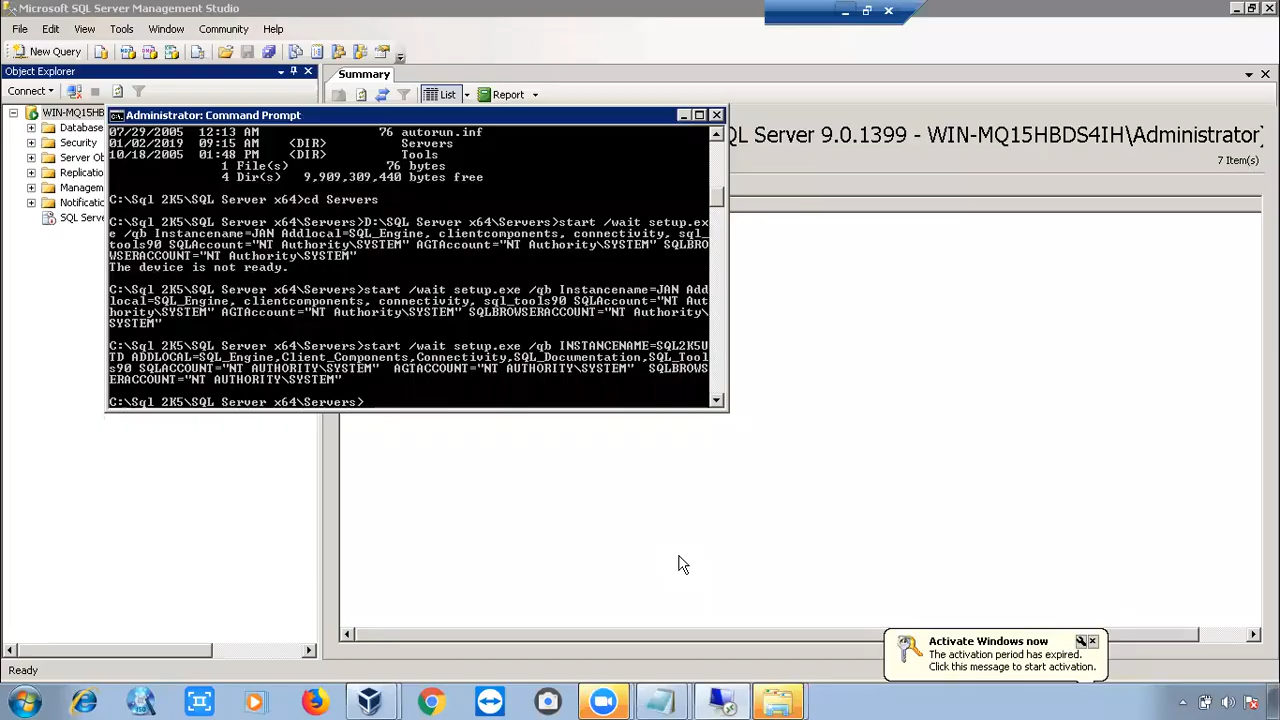 Microsoft SQL Server Management Studio
File Edit View Tools Window Community Help
New Query
Object Explorer
Summary
Connect
List
Report
WIN-MQ15HB
Database
Security
Server Ob
Replicatio
Managem
Notificatio
SQL Serve
QL Server 9.0.1399 - WIN-MQ15HBDS4IH\Administrator)
7 Item(s)
Administrator: Command Prompt
07/29/2005 12:13 AM 76 autorun.inf
01/02/2019 09:15 AM <DIR> Servers
10/18/2005 01:48 PM <DIR> Tools
1 File(s) 76 bytes
4 Dir(s) 9,909,309,440 bytes free
C:\Sql 2K5\SQL Server x64>cd Servers
C:\Sql 2K5\SQL Server x64\Servers>D:\SQL Server x64\Servers>start /wait setup.ex
e /qb Instancename=JAN Addlocal=SQL_Engine, clientcomponents, connectivity, sql_
tools90 SQLAccount="NT Authority\SYSTEM" AGTAccount="NT Authority\SYSTEM" SQLBRO
WSERACCOUNT="NT Authority\SYSTEM"
The device is not ready.
C:\Sql 2K5\SQL Server x64\Servers>start /wait setup.exe /qb Instancename=JAN Add
local=SQL_Engine, clientcomponents, connectivity, sql_tools90 SQLAccount="NT Aut
hority\SYSTEM" AGTAccount="NT Authority\SYSTEM" SQLBROWSERACCOUNT="NT Authority\
SYSTEM"
C:\Sql 2K5\SQL Server x64\Servers>start /wait setup.exe /qb INSTANCENAME=SQL2K5U
TD ADDLOCAL=SQL_Engine,Client_Components,Connectivity,SQL_Documentation,SQL_Tool
s90 SQLACCOUNT="NT AUTHORITY\SYSTEM" AGTACCOUNT="NT AUTHORITY\SYSTEM" SQLBROWS
ERACCOUNT="NT AUTHORITY\SYSTEM"
C:\Sql 2K5\SQL Server x64\Servers>
Activate Windows now
The activation period has expired.
Click this message to start activation.
Ready